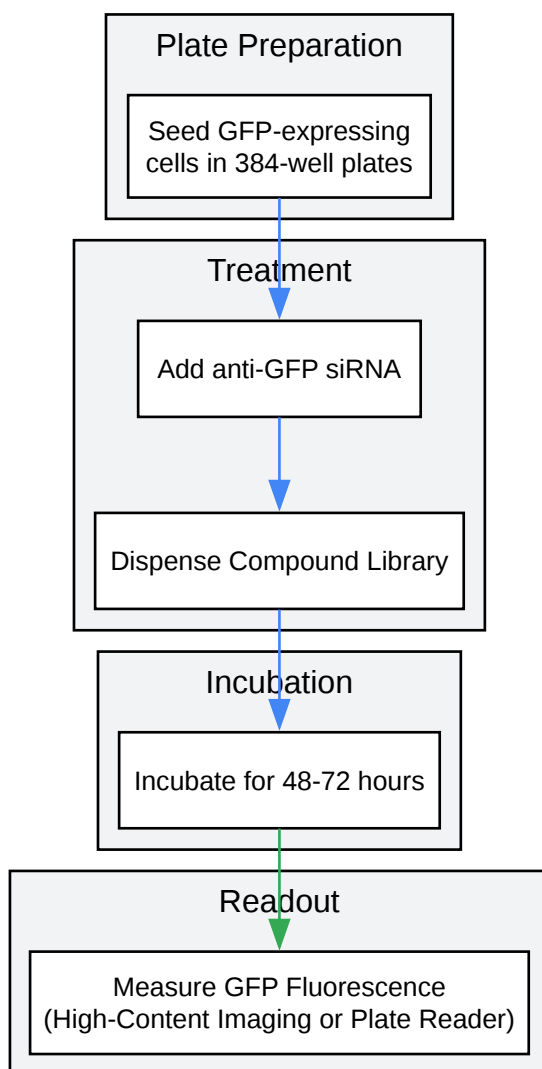 Plate Preparation
Seed GFP-expressing
cells in 384-well plates
Treatment
Add anti-GFP siRNA
Dispense Compound Library
Incubation
Incubate for 48-72 hours
Readout
Measure GFP Fluorescence
(High-Content Imaging or Plate Reader)